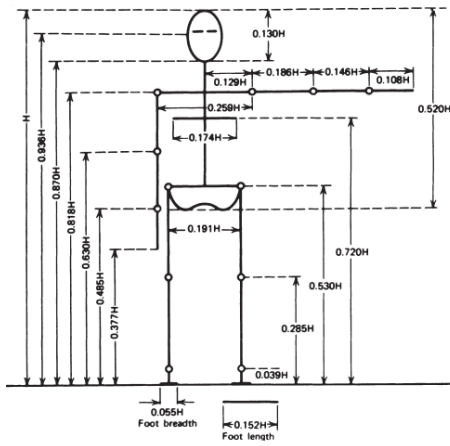 0.130H
0.129H
0.186H
0.146H
0.108H
0.259H
0.174H
0.520H
H
0.936H
0.870H
0.818H
0.630H
0.485H
0.377H
0.191H
0.720H
0.530H
0.285H
0.039H
0.055H
Foot breadth
0.152H
Foot length